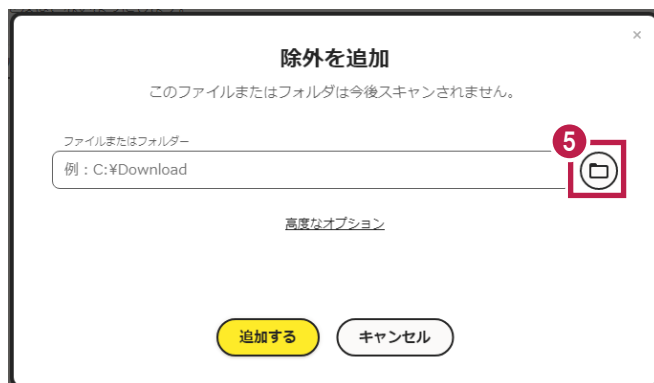 ×
除外を追加
このファイルまたはフォルダは今後スキャンされません。
ファイルまたはフォルダー
5
例：C:¥Download
高度なオプション
追加する
キャンセル